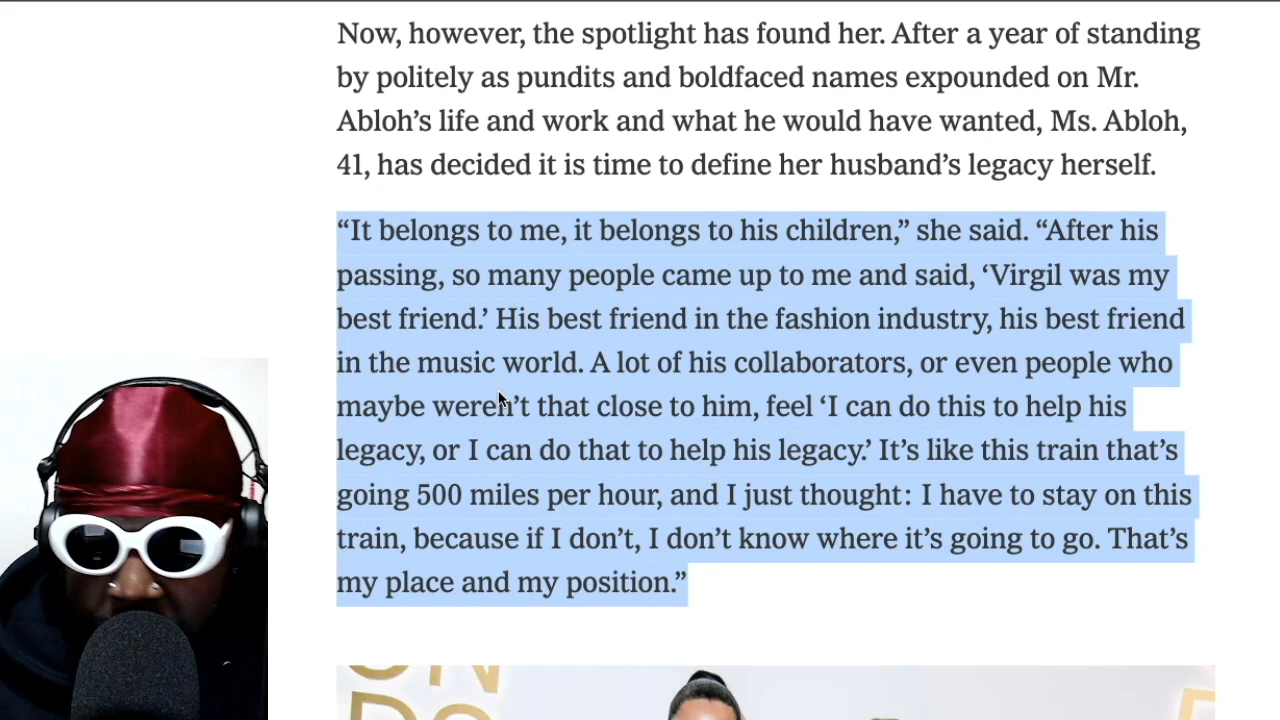 Now, however, the spotlight has found her. After a year of standing
by politely as pundits and boldfaced names expounded on Mr.
Abloh’s life and work and what he would have wanted, Ms. Abloh,
41, has decided it is time to define her husband’s legacy herself.
“It belongs to me, it belongs to his children,” she said. “After his
passing, so many people came up to me and said, ‘Virgil was my
best friend.’ His best friend in the fashion industry, his best friend
in the music world. A lot of his collaborators, or even people who
maybe weren’t that close to him, feel ‘I can do this to help his
legacy, or I can do that to help his legacy.’ It’s like this train that’s
going 500 miles per hour, and I just thought: I have to stay on this
train, because if I don’t, I don’t know where it’s going to go. That’s
my place and my position.”